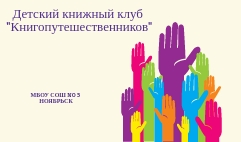 Детский книжный клуб
"Книгопутешественников"
МБОУ СОШ № 5
НОЯБРЬСК